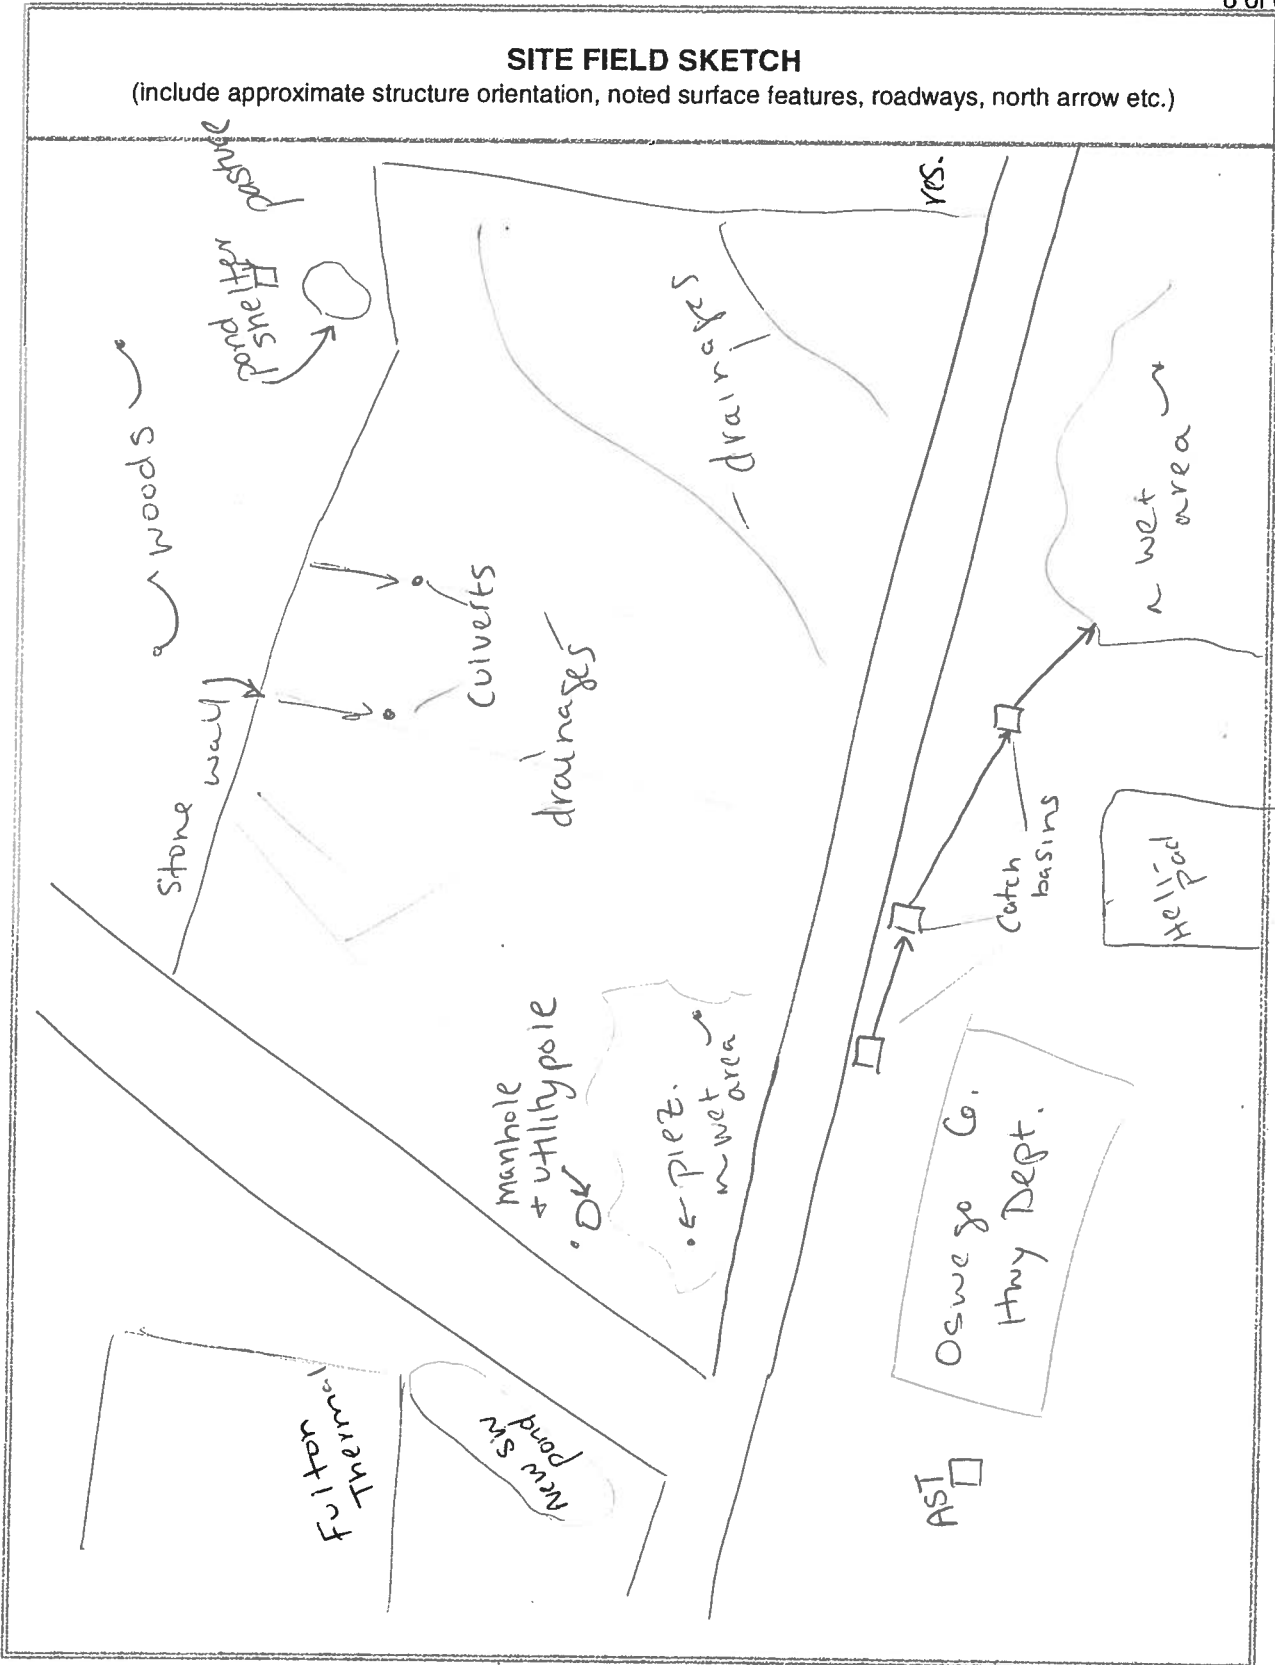 6 of
SITE FIELD SKETCH
(include approximate structure orientation, noted surface features, roadways, north arrow etc.)
pasture
shelter
pond
woods
Stone
wall
culverts
drainages
drainages
res.
wet
area
Catch
basins
Heli-
pad
manhole
+ utility pole
piez.
wet
area
Oswego Co.
Hwy Dept.
AST
Fulton
Thermal
New SW
pond